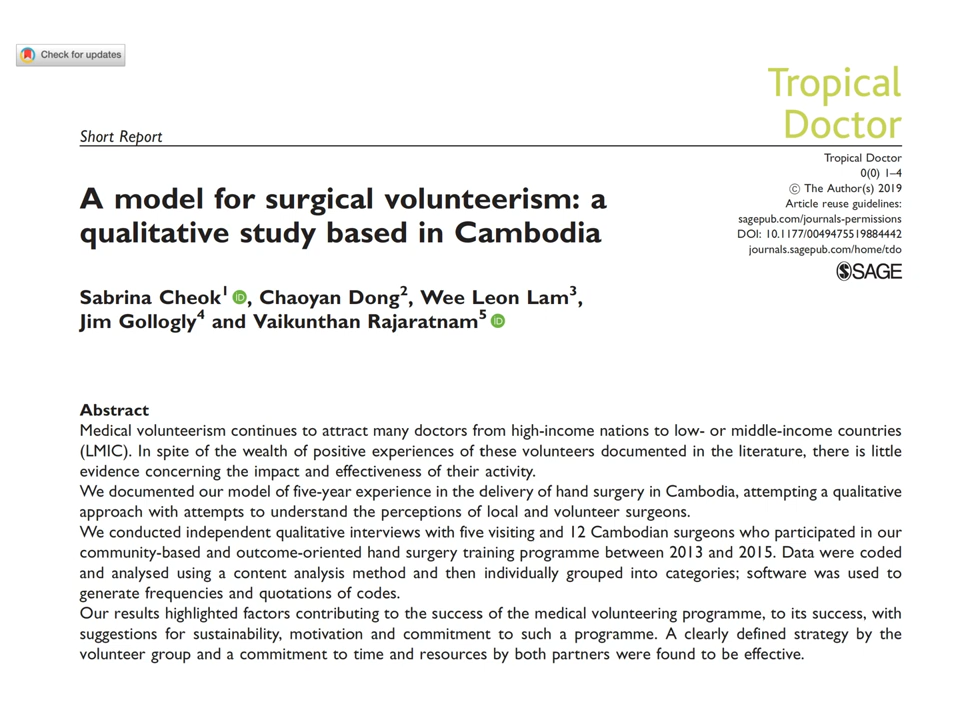 Check for updates
Tropical
Doctor
Short Report
Tropical Doctor
0(0) 1–4
© The Author(s) 2019
Article reuse guidelines:
sagepub.com/journals-permissions
DOI: 10.1177/0049475519884442
journals.sagepub.com/home/tdo
SAGE
A model for surgical volunteerism: a
qualitative study based in Cambodia
Sabrina Cheok1 iD, Chaoyan Dong2, Wee Leon Lam3,
Jim Gollogly4 and Vaikunthan Rajaratnam5 iD
Abstract
Medical volunteerism continues to attract many doctors from high-income nations to low- or middle-income countries
(LMIC). In spite of the wealth of positive experiences of these volunteers documented in the literature, there is little
evidence concerning the impact and effectiveness of their activity.
We documented our model of five-year experience in the delivery of hand surgery in Cambodia, attempting a qualitative
approach with attempts to understand the perceptions of local and volunteer surgeons.
We conducted independent qualitative interviews with five visiting and 12 Cambodian surgeons who participated in our
community-based and outcome-oriented hand surgery training programme between 2013 and 2015. Data were coded
and analysed using a content analysis method and then individually grouped into categories; software was used to
generate frequencies and quotations of codes.
Our results highlighted factors contributing to the success of the medical volunteering programme, to its success, with
suggestions for sustainability, motivation and commitment to such a programme. A clearly defined strategy by the
volunteer group and a commitment to time and resources by both partners were found to be effective.